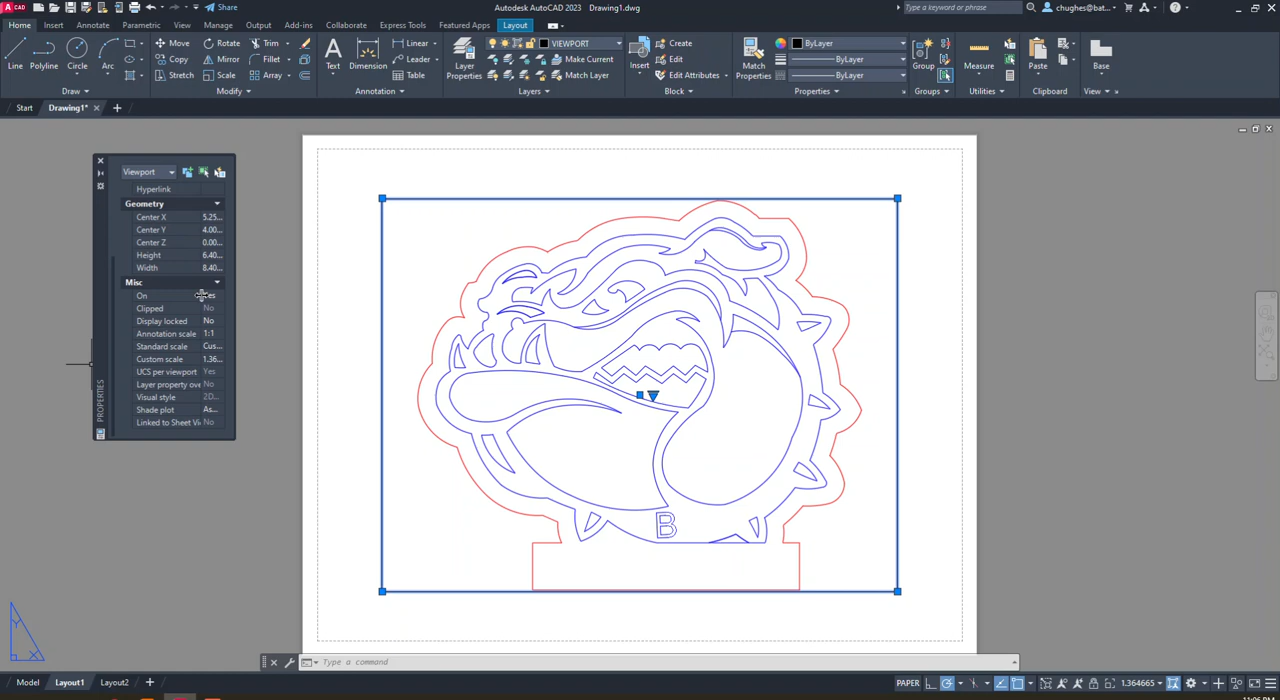 CAD
Share
Autodesk AutoCAD 2023 Drawing1.dwg
Type a keyword or phrase
chughes@bat...
Home Insert Annotate Parametric View Manage Output Add-ins Collaborate Express Tools Featured Apps Layout
Line Polyline Circle Arc
Move Rotate Trim
Copy Mirror Fillet
Stretch Scale Array
Text Dimension
Linear
Leader
Table
Layer Properties
VIEWPORT
Make Current
Match Layer
Insert
Create
Edit
Edit Attributes
Match Properties
ByLayer
ByLayer
ByLayer
Group
Measure
Paste
Base
Draw Modify Annotation Layers Block Properties Groups Utilities Clipboard View
Start Drawing1*
Viewport
Hyperlink
Geometry
Center X 5.25...
Center Y 4.00...
Center Z 0.00...
Height 6.40...
Width 8.40...
Misc
On
Clipped No
Display locked No
Annotation scale 1:1
Standard scale Cus...
Custom scale 1.36...
UCS per viewport Yes
Layer property ove No
Visual style 2D...
Shade plot As...
Linked to Sheet Vi No
PROPERTIES
B
Y
X
Type a command
Model Layout1 Layout2
PAPER 1.364665